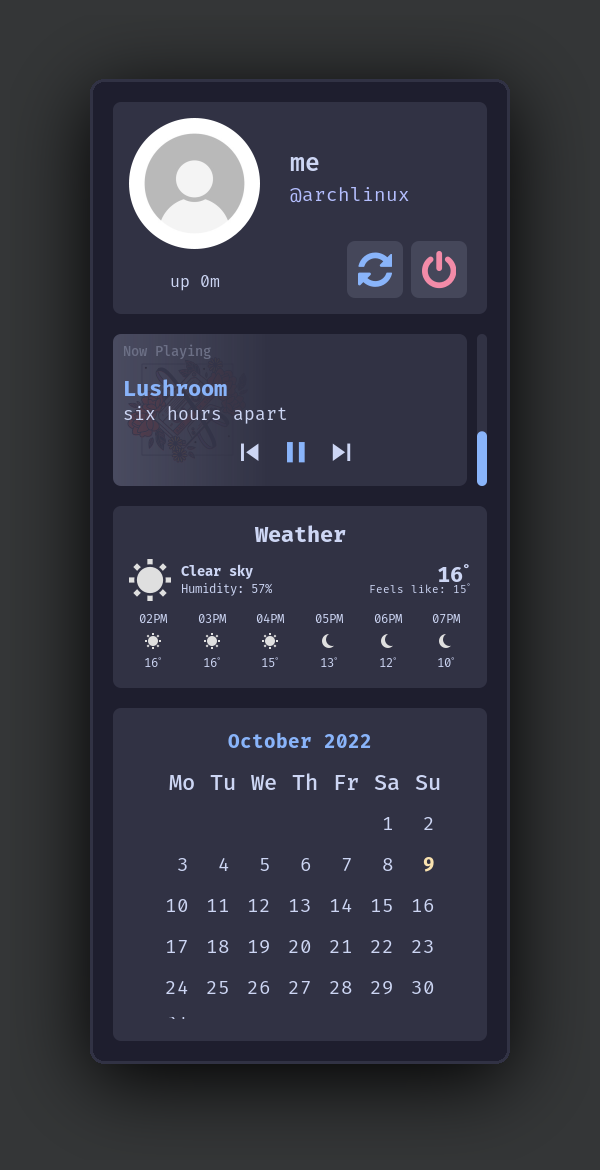 me
@archlinux
up 0m
Now Playing
Lushroom
six hours apart
Weather
Clear sky
Humidity: 57%
16°
Feels like: 15°
02PM 03PM 04PM 05PM 06PM 07PM
16° 16° 15° 13° 12° 10°
October 2022
Mo Tu We Th Fr Sa Su
1 2
3 4 5 6 7 8 9
10 11 12 13 14 15 16
17 18 19 20 21 22 23
24 25 26 27 28 29 30